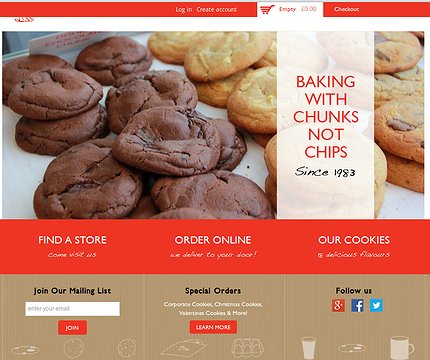 Log in | Create account
Empty £0.00
Checkout
BAKING
WITH
CHUNKS
NOT
CHIPS
Since 1983
FIND A STORE
come visit us
ORDER ONLINE
we deliver to your door!
OUR COOKIES
18 delicious flavours
Join Our Mailing List
enter your email
JOIN
Special Orders
Corporate Cookies, Christmas Cookies,
Valentines Cookies & More!
LEARN MORE
Follow us